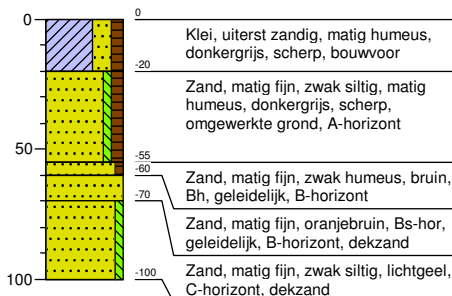 0
0
Klei, uiterst zandig, matig humeus,
donkergrijs, scherp, bouwvoor
-20
Zand, matig fijn, zwak siltig, matig
humeus, donkergrijs, scherp,
omgewerkte grond, A-horizont
50
-55
-60
Zand, matig fijn, zwak humeus, bruin,
Bh, geleidelijk, B-horizont
-70
Zand, matig fijn, oranjebruin, Bs-hor,
geleidelijk, B-horizont, dekzand
100
-100
Zand, matig fijn, zwak siltig, lichtgeel,
C-horizont, dekzand